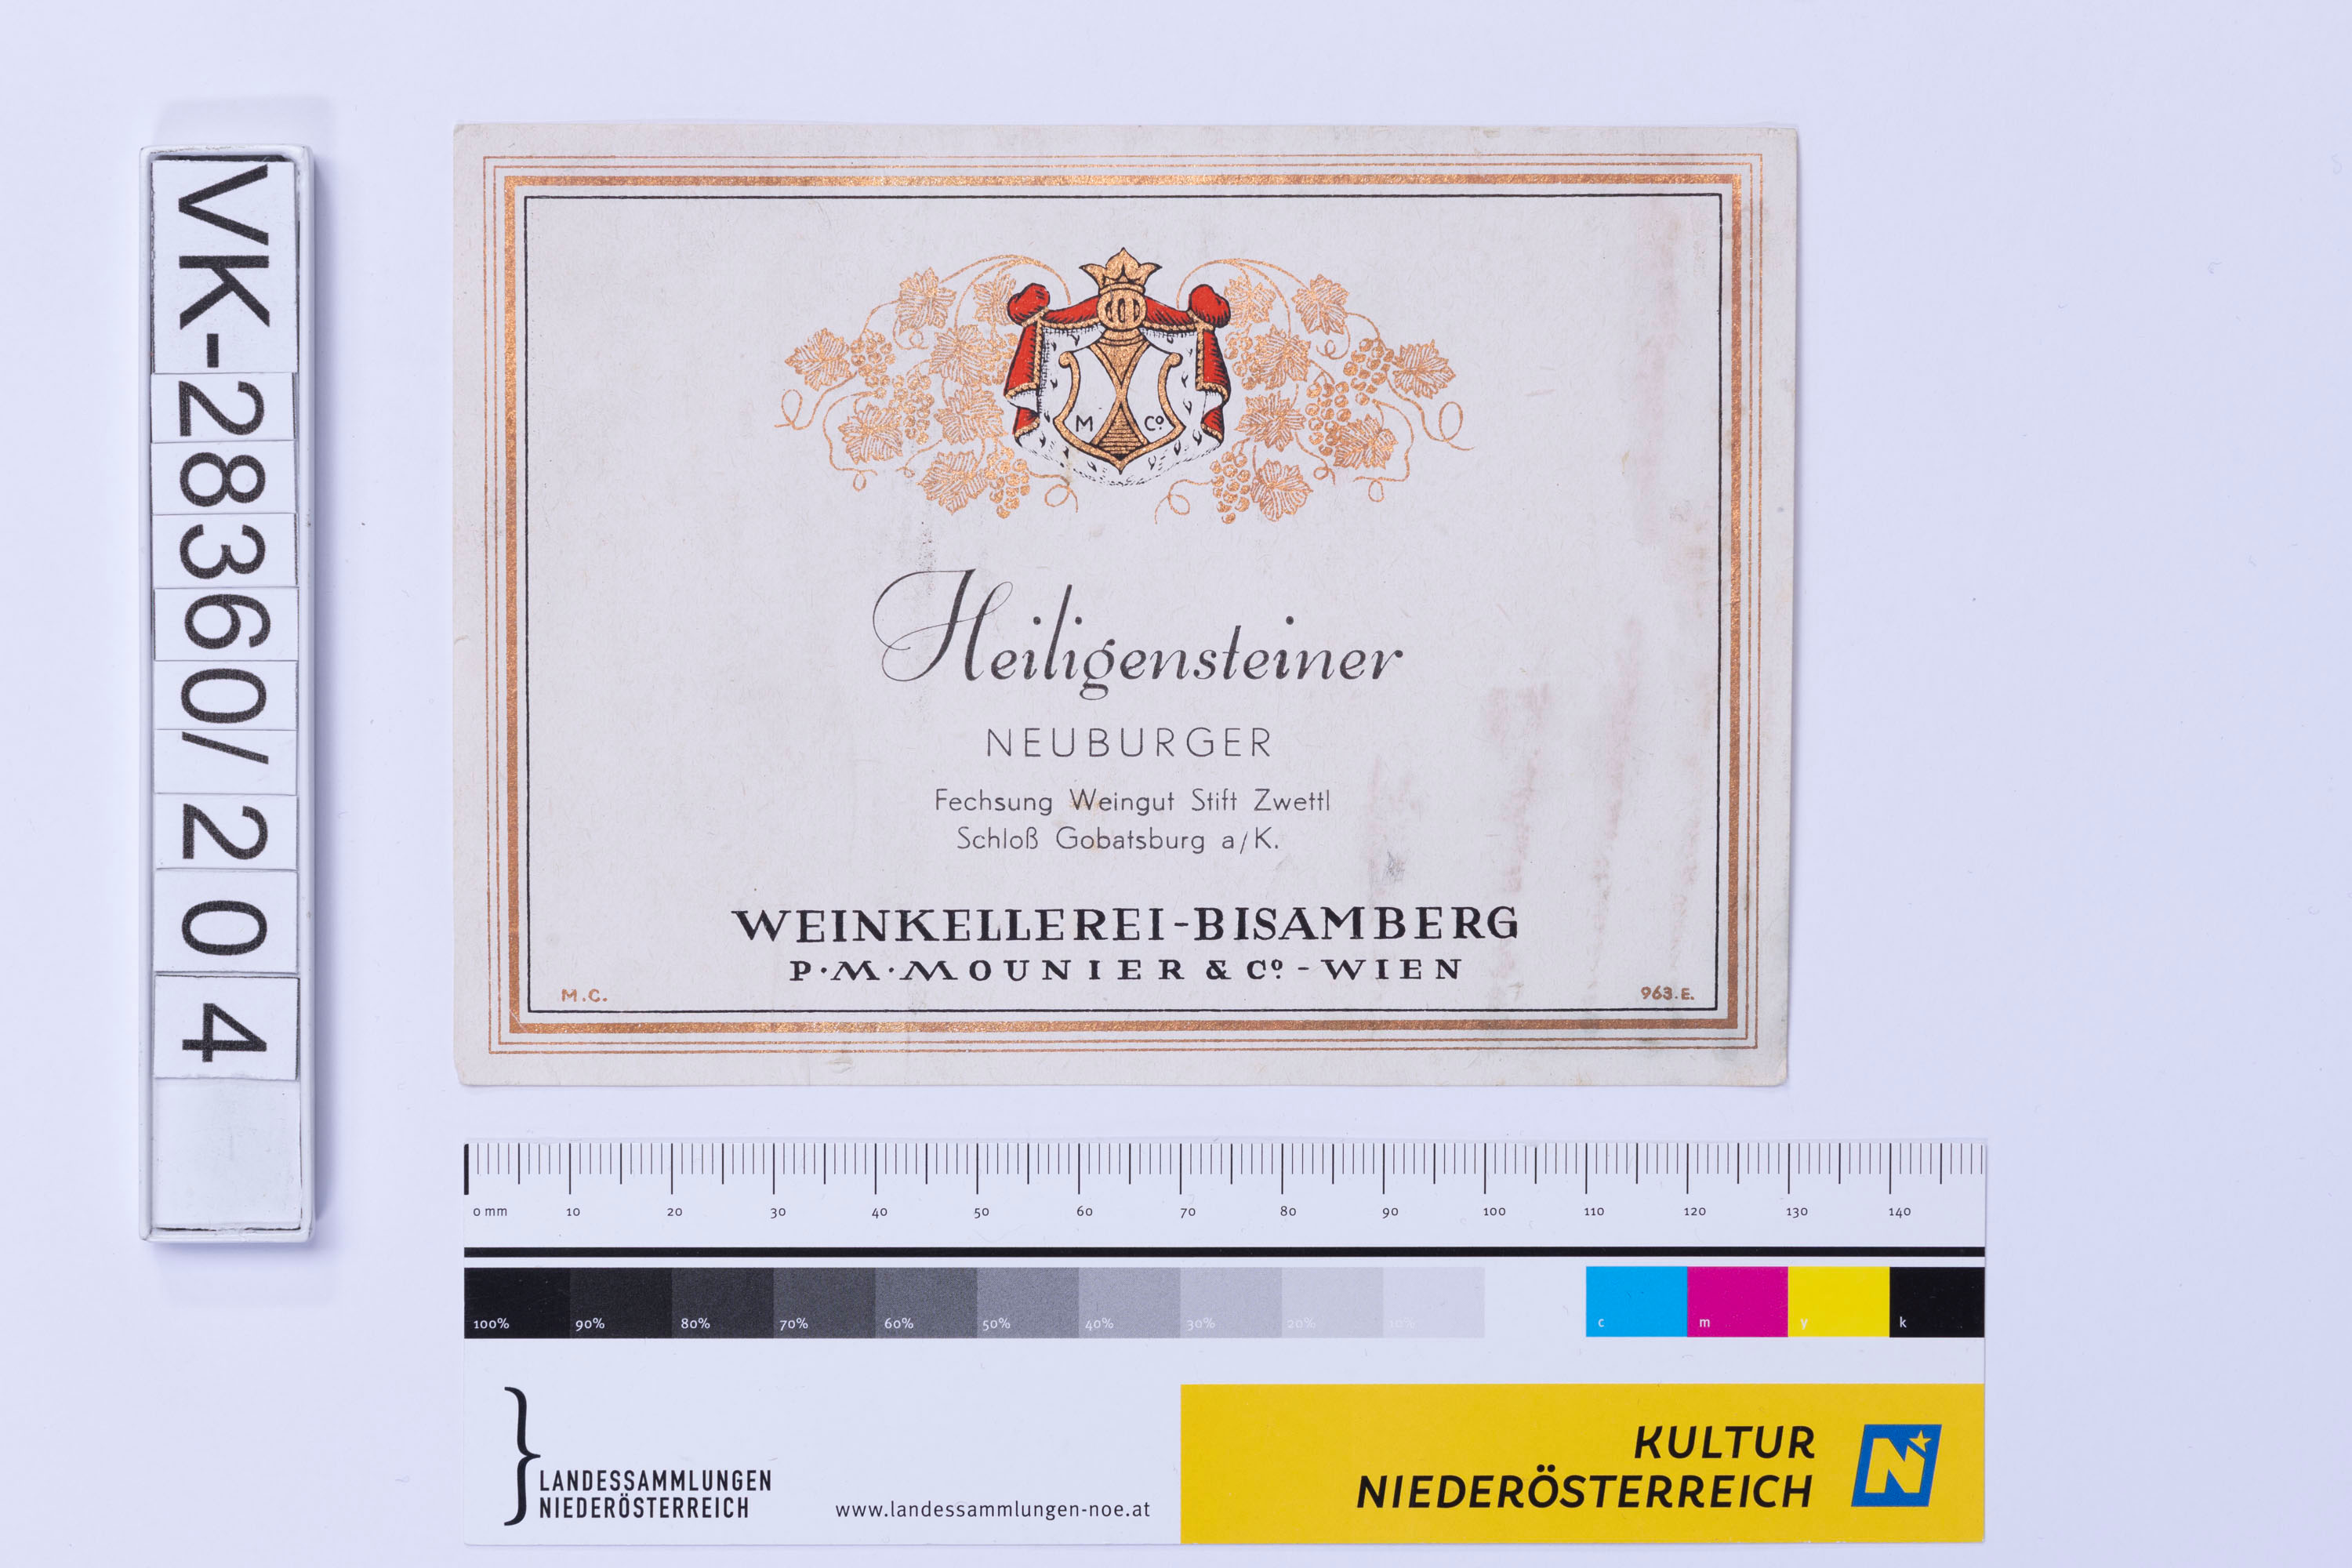 VK-28360/204
M Cº
Heiligensteiner
NEUBURGER
Fechsung Weingut Stift Zwettl
Schloß Gobatsburg a/K.
WEINKELLEREI-BISAMBERG
P·M·MOUNIER & Cº - WIEN
M.C.
963.E.
0 mm 10 20 30 40 50 60 70 80 90 100 110 120 130 140
100% 90% 80% 70% 60% 50% 40% 30% 20% 10% c m y k
LANDESSAMMLUNGEN
NIEDERÖSTERREICH
www.landessammlungen-noe.at
KULTUR
NIEDERÖSTERREICH
N